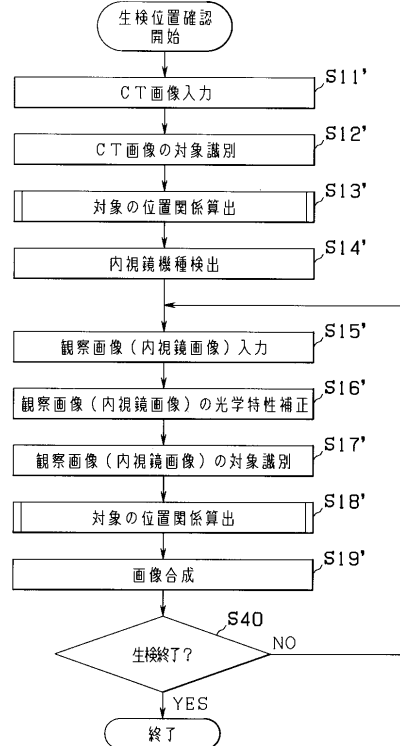 生検位置確認
開始
S11'
CT画像入力
S12'
CT画像の対象識別
S13'
対象の位置関係算出
S14'
内視鏡機種検出
S15'
観察画像(内視鏡画像)入力
S16'
観察画像(内視鏡画像)の光学特性補正
S17'
観察画像(内視鏡画像)の対象識別
S18'
対象の位置関係算出
S19'
画像合成
S40
生検終了?
NO
YES
終了